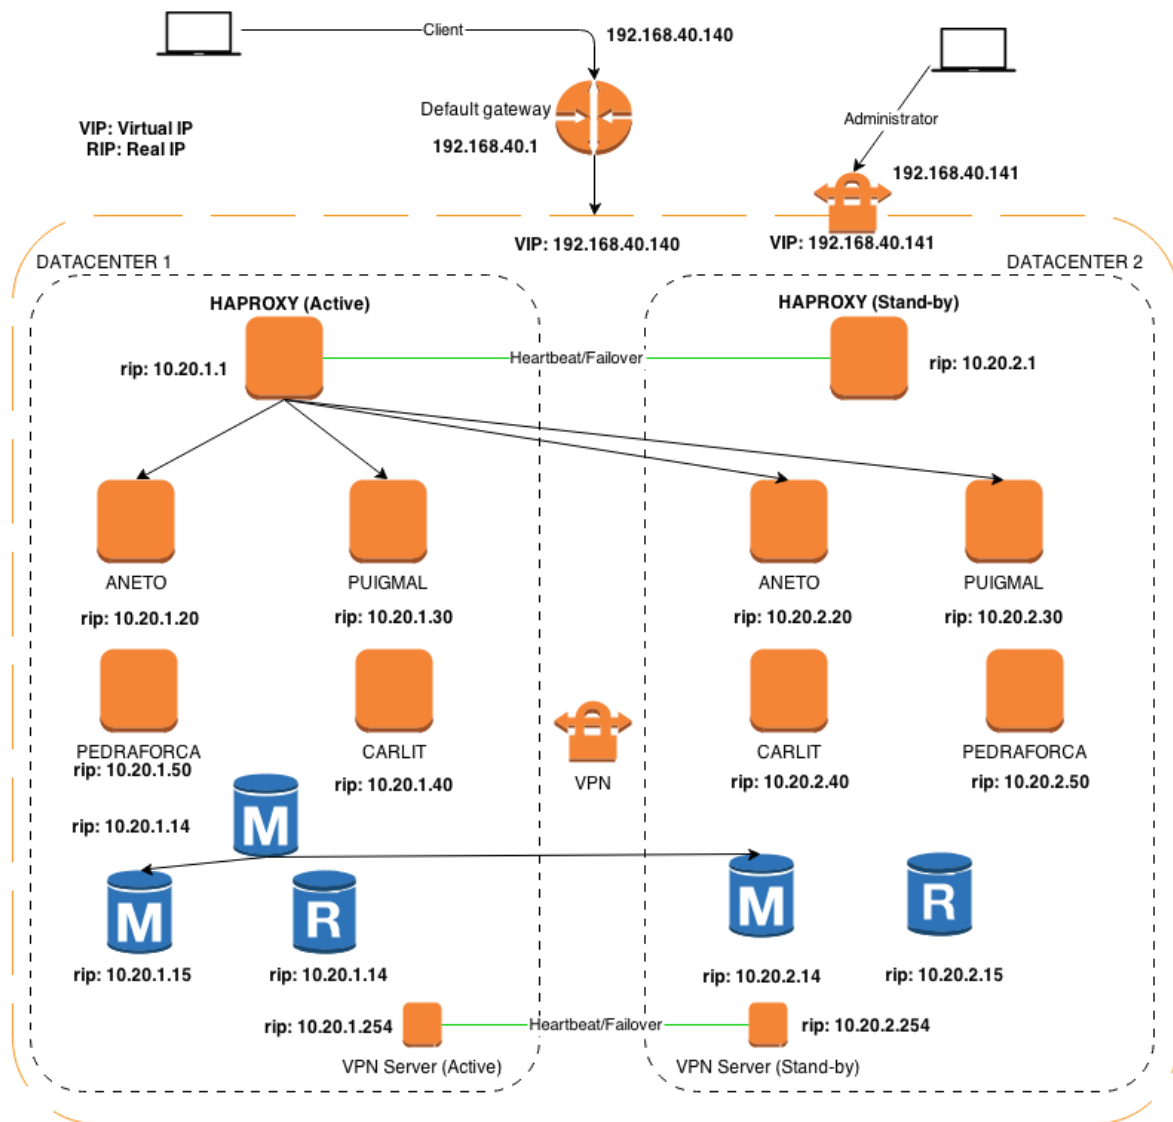 Client
192.168.40.140
Default gateway
192.168.40.1
VIP: Virtual IP
RIP: Real IP
Administrator
192.168.40.141
VIP: 192.168.40.140
VIP: 192.168.40.141
DATACENTER 1
DATACENTER 2
HAPROXY (Active)
HAPROXY (Stand-by)
rip: 10.20.1.1
Heartbeat/Failover
rip: 10.20.2.1
ANETO
PUIGMAL
ANETO
PUIGMAL
rip: 10.20.1.20
rip: 10.20.1.30
rip: 10.20.2.20
rip: 10.20.2.30
PEDRAFORCA
CARLIT
CARLIT
PEDRAFORCA
rip: 10.20.1.50
rip: 10.20.1.40
VPN
rip: 10.20.2.40
rip: 10.20.2.50
rip: 10.20.1.14
M
M
R
M
R
rip: 10.20.1.15
rip: 10.20.1.14
rip: 10.20.2.14
rip: 10.20.2.15
rip: 10.20.1.254
Heartbeat/Failover
rip: 10.20.2.254
VPN Server (Active)
VPN Server (Stand-by)